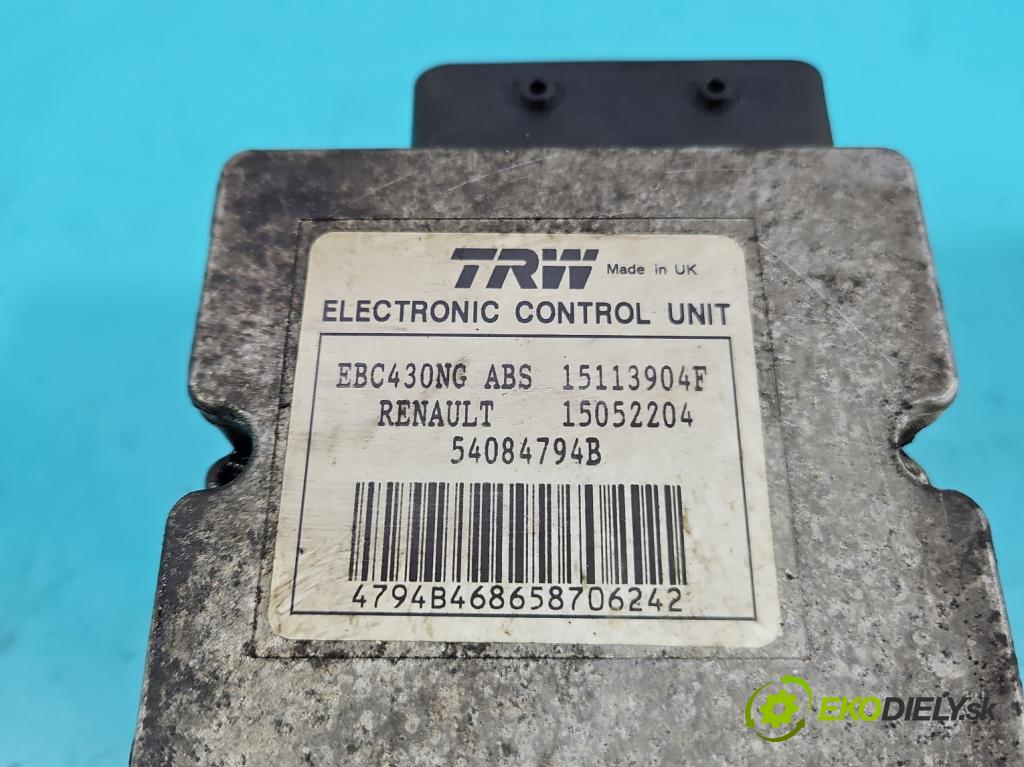 TRW Made in UK
ELECTRONIC CONTROL UNIT
EBC430NG ABS 15113904F
RENAULT 15052204
54084794B
4794B468658706242
EKODIELY.sk